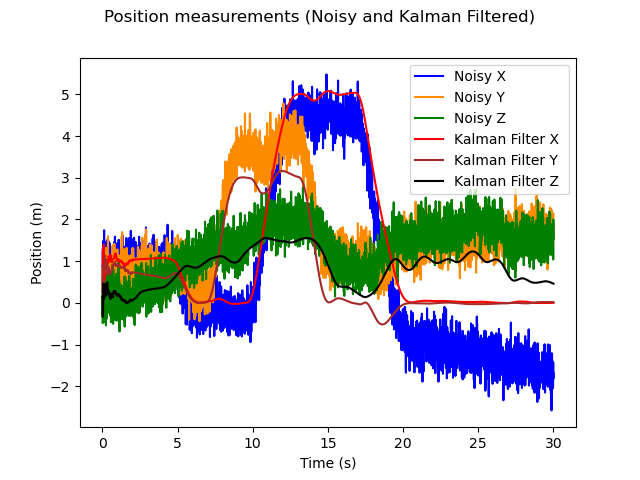 Position measurements (Noisy and Kalman Filtered)
Noisy X
Noisy Y
Noisy Z
Kalman Filter X
Kalman Filter Y
Kalman Filter Z
5
4
3
2
1
0
−1
−2
Position (m)
0 5 10 15 20 25 30
Time (s)